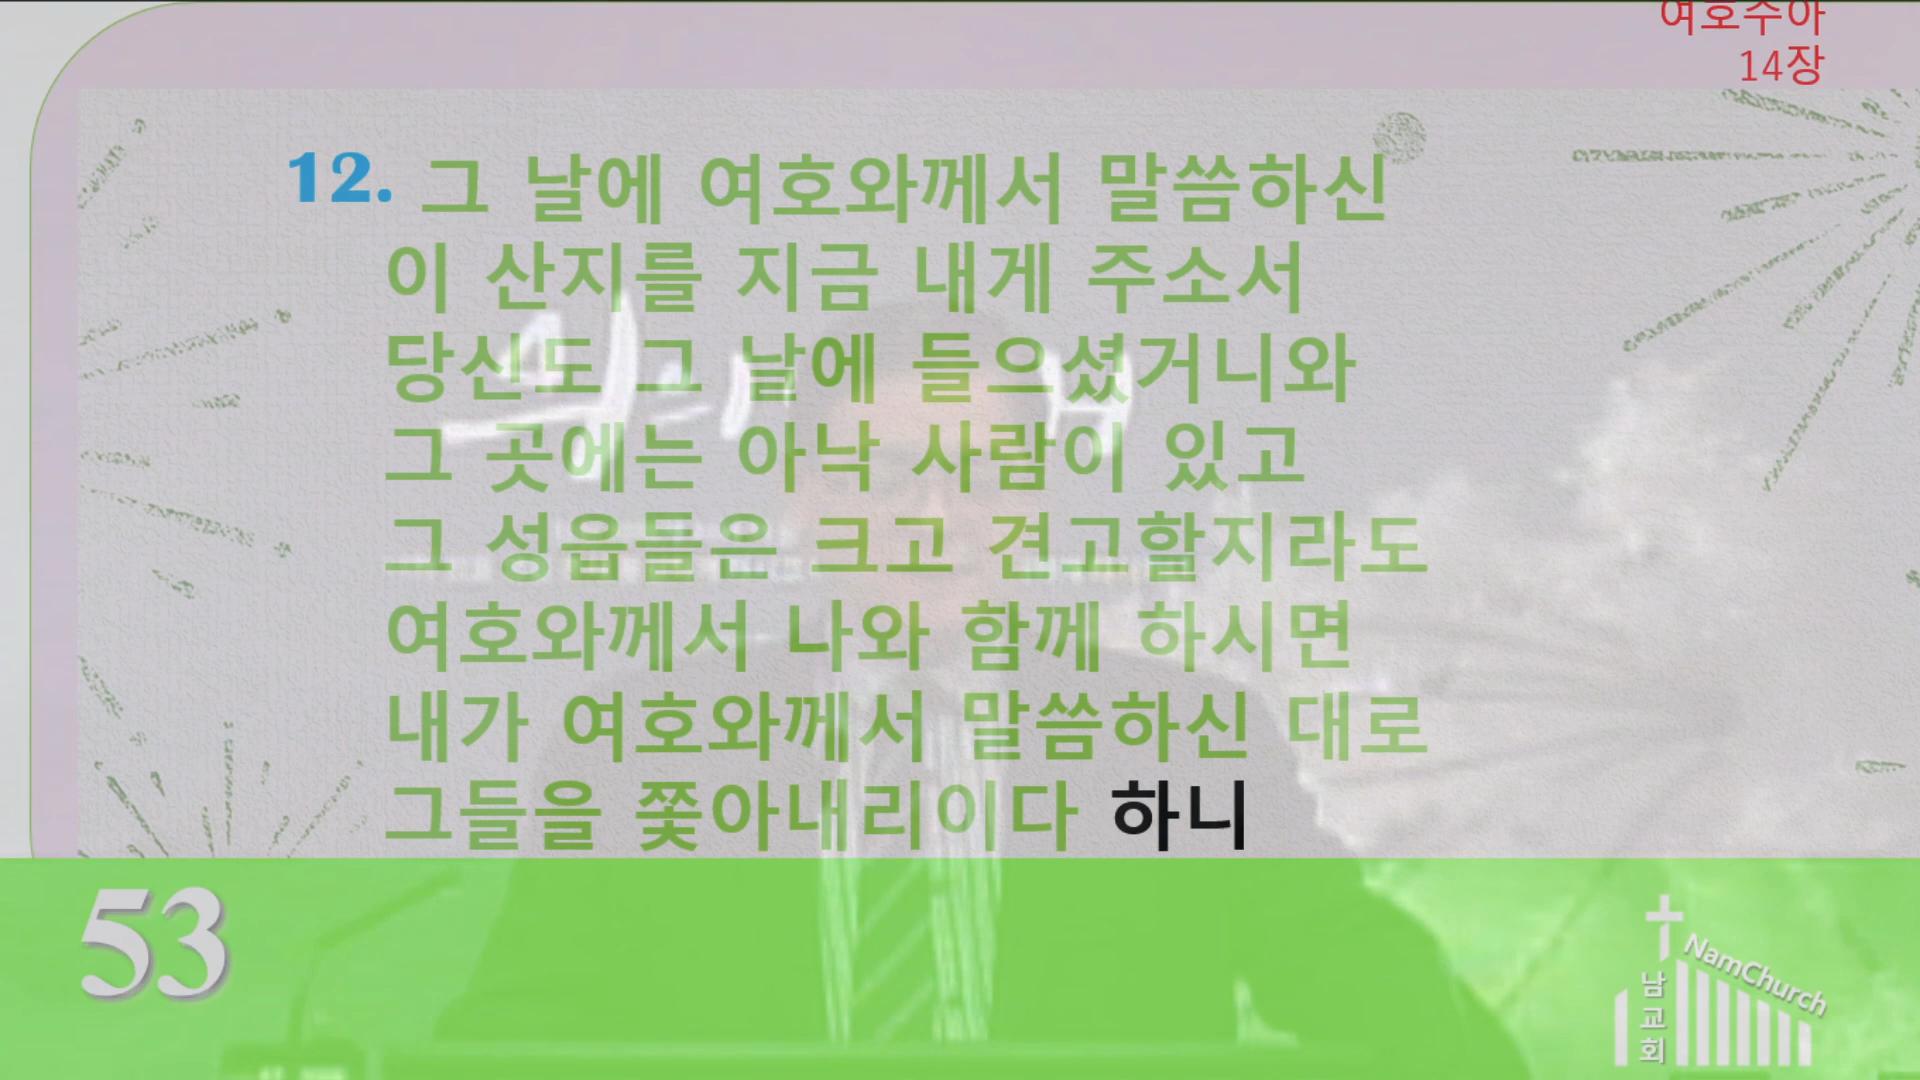 여호수아
14장
12. 그 날에 여호와께서 말씀하신
이 산지를 지금 내게 주소서
당신도 그 날에 들으셨거니와
그 곳에는 아낙 사람이 있고
그 성읍들은 크고 견고할지라도
여호와께서 나와 함께 하시면
내가 여호와께서 말씀하신 대로
그들을 쫓아내리이다 하니
53
NamChurch
남교회